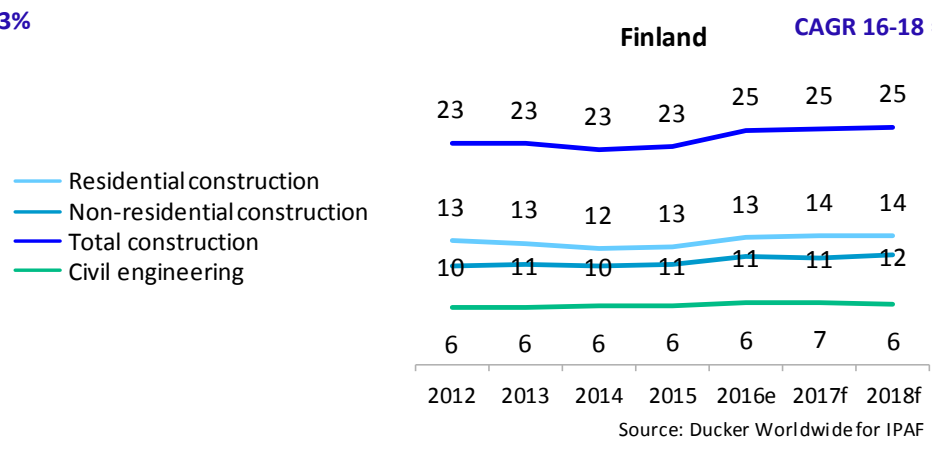 3%
Finland
CAGR 16-18
23 23 23 23 25 25 25
Residential construction
Non-residential construction
Total construction
Civil engineering
13 13 12 13 13 14 14
10 11 10 11 11 11 12
6 6 6 6 6 7 6
2012 2013 2014 2015 2016e 2017f 2018f
Source: Ducker Worldwide for IPAF